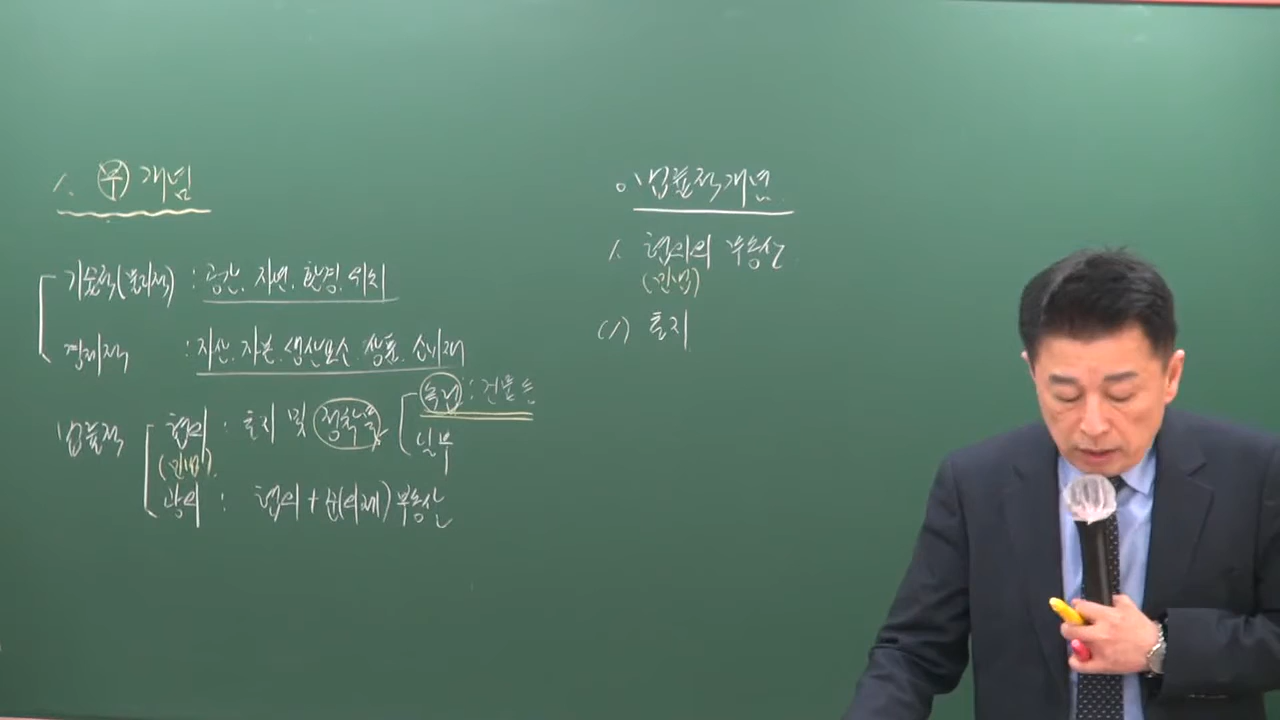 1. 부 개념
기술적(물리적) : 공간. 자연. 환경. 위치
경제적 : 자산. 자본. 생산요소. 상품. 소비재
법률적 협의 : 토지 및 정착물 독립 : 건물 등
일부
(민법)
광의 : 협의 + 준(의제)부동산
법률적 개념
1. 협의의 부동산
(민법)
(1) 토지